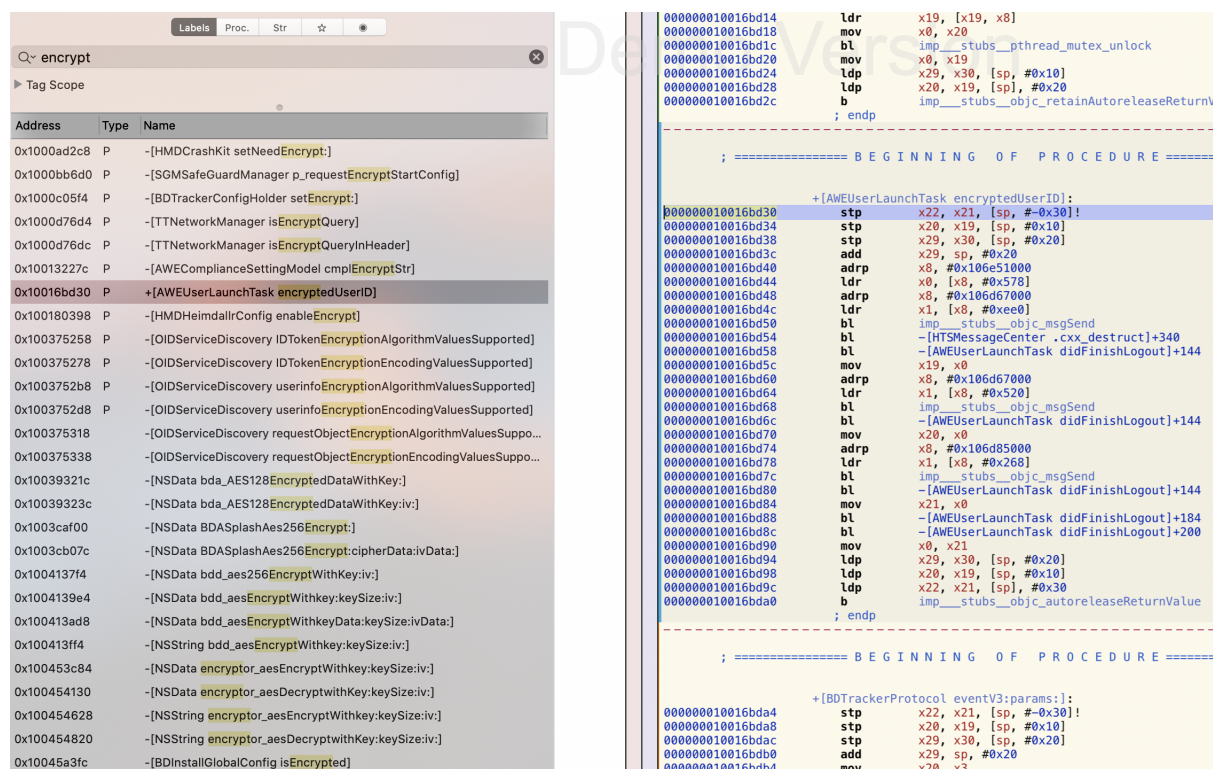 Labels Proc. Str ☆ ◉
encrypt
Tag Scope
Address Type Name
0x1000ad2c8 P -[HMDCrashKit setNeedEncrypt:]
0x1000bb6d0 P -[SGMSafeGuardManager p_requestEncryptStartConfig]
0x1000c05f4 P -[BDTrackerConfigHolder setEncrypt:]
0x1000d76d4 P -[TTNetworkManager isEncryptQuery]
0x1000d76dc P -[TTNetworkManager isEncryptQueryInHeader]
0x10013227c P -[AWEComplianceSettingModel cmplEncryptStr]
0x10016bd30 P -[AWEUserLaunchTask encryptedUserID]
0x1001bd398 P -[HMDHeimdallrConfig enableEncrypt]
0x100375258 P -[OIDServiceDiscovery IDTokenEncryptionAlgorithmValuesSupported]
0x100375278 P -[OIDServiceDiscovery IDTokenEncryptionEncodingValuesSupported]
0x1003752b8 P -[OIDServiceDiscovery userinfoEncryptionAlgorithmValuesSupported]
0x1003752d8 P -[OIDServiceDiscovery userinfoEncryptionEncodingValuesSupported]
0x100375318 -[OIDServiceDiscovery requestObjectEncryptionAlgorithmValuesSuppo...
0x100375338 -[OIDServiceDiscovery requestObjectEncryptionEncodingValuesSuppo...
-[NSData bda_AES128EncryptedDataWithKey:]
-[NSData bda_AES128EncryptedDataWithKey:iv:]
0x1003caf00 -[NSData BDASplashAes256Encrypt:]
0x1003cb07c -[NSData BDASplashAes256Encrypt:cipherData:ivData:]
0x1004137f4 -[NSData bdd_aes256EncryptWithKey:iv:]
0x1004139e4 -[NSData bdd_aesEncryptWithkey:keySize:iv:]
0x100413ad8 -[NSData bdd_aesEncryptWithkeyData:keySize:ivData:]
0x100413ff4 -[NSString bdd_aesEncryptWithkey:keySize:iv:]
-[NSData encryptor_aesEncryptWithkey:keySize:iv:]
0x100454130 -[NSData encryptor_aesDecryptwithKey:keySize:iv:]
0x100454628 -[NSString encryptor_aesEncryptWithkey:keySize:iv:]
-[NSString encryptor_aesDecryptwithKey:keySize:iv:]
-[BDInstallGlobalConfig isEncrypted]
Version
000000010016bd14 ldr x19, [x19, x8]
000000010016bd18 mov x0, x20
000000010016bd1c bl imp___stubs__pthread_mutex_unlock
000000010016bd20 mov x0, x19
000000010016bd24 ldp x29, x30, [sp, #0x10]
000000010016bd28 ldp x20, x19, [sp], #0x20
000000010016bd2c b imp___stubs__objc_retainAutoreleaseReturnV
; endp
; ================ B E G I N N I N G   O F   P R O C E D U R E =======
+[AWEUserLaunchTask encryptedUserID]:
000000010016bd30 stp x22, x21, [sp, #-0x30]!
000000010016bd34 stp x20, x19, [sp, #0x10]
000000010016bd38 stp x29, x30, [sp, #0x20]
000000010016bd3c add x29, sp, #0x20
000000010016bd40 adrp x8, #0x106e51000
000000010016bd44 ldr x0, [x8, #0x578]
000000010016bd48 adrp x8, #0x106d67000
000000010016bd4c ldr x1, [x8, #0xee0]
000000010016bd50 bl imp___stubs__objc_msgSend
000000010016bd54 bl -[HTSMessageCenter .cxx_destruct]+340
000000010016bd58 bl -[AWEUserLaunchTask didFinishLogout]+144
000000010016bd5c mov x19, x0
000000010016bd60 adrp x8, #0x106d67000
000000010016bd64 ldr x1, [x8, #0x520]
000000010016bd68 bl imp___stubs__objc_msgSend
000000010016bd6c bl -[AWEUserLaunchTask didFinishLogout]+144
000000010016bd70 mov x20, x0
000000010016bd74 adrp x8, #0x106d85000
000000010016bd78 ldr x1, [x8, #0x268]
000000010016bd7c bl imp___stubs__objc_msgSend
000000010016bd80 bl -[AWEUserLaunchTask didFinishLogout]+144
000000010016bd84 mov x21, x0
000000010016bd88 bl -[AWEUserLaunchTask didFinishLogout]+184
000000010016bd8c bl -[AWEUserLaunchTask didFinishLogout]+200
000000010016bd90 mov x0, x21
000000010016bd94 ldp x29, x30, [sp, #0x20]
000000010016bd98 ldp x20, x19, [sp, #0x10]
000000010016bd9c ldp x22, x21, [sp], #0x30
000000010016bda0 b imp___stubs__objc_autoreleaseReturnValue
; endp
; ================ B E G I N N I N G   O F   P R O C E D U R E =======
+[BDTrackerProtocol eventV3:params:]:
000000010016bda4 stp x22, x21, [sp, #-0x30]!
000000010016bda8 stp x20, x19, [sp, #0x10]
000000010016bdac stp x29, x30, [sp, #0x20]
000000010016bdb0 add x29, sp, #0x20
000000010016bdb4 mov x20, x3